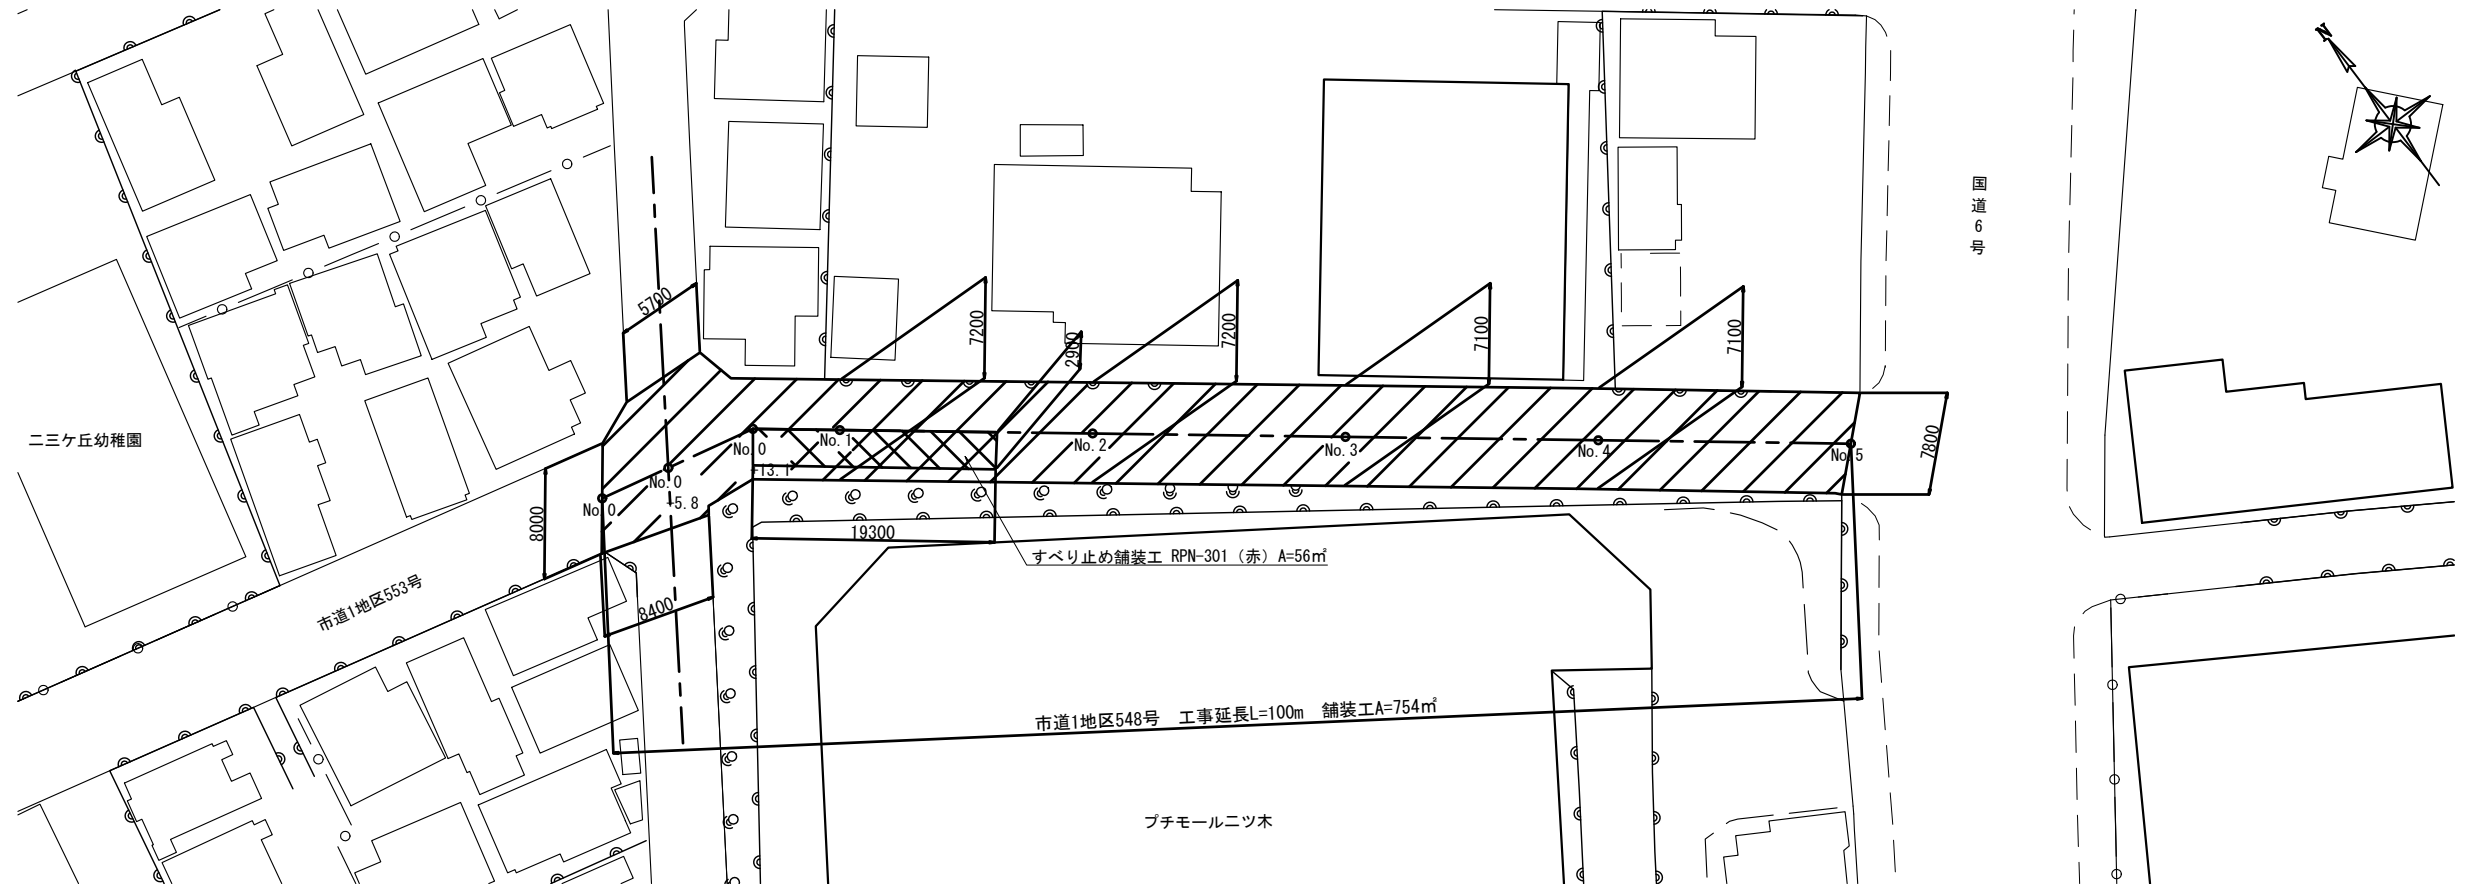 N
国道6号
5700
7200
2900
7200
7100
7100
二三ケ丘幼稚園
No.0
No.1
No.2
No.3
No.4
No.5
7800
+13.1
No.0
+5.8
No.0
8000
19300
すべり止め舗装工 RPN-301（赤）A=56㎡
市道1地区553号
8400
市道1地区548号　工事延長L=100m　舗装工A=754㎡
プチモール二ツ木